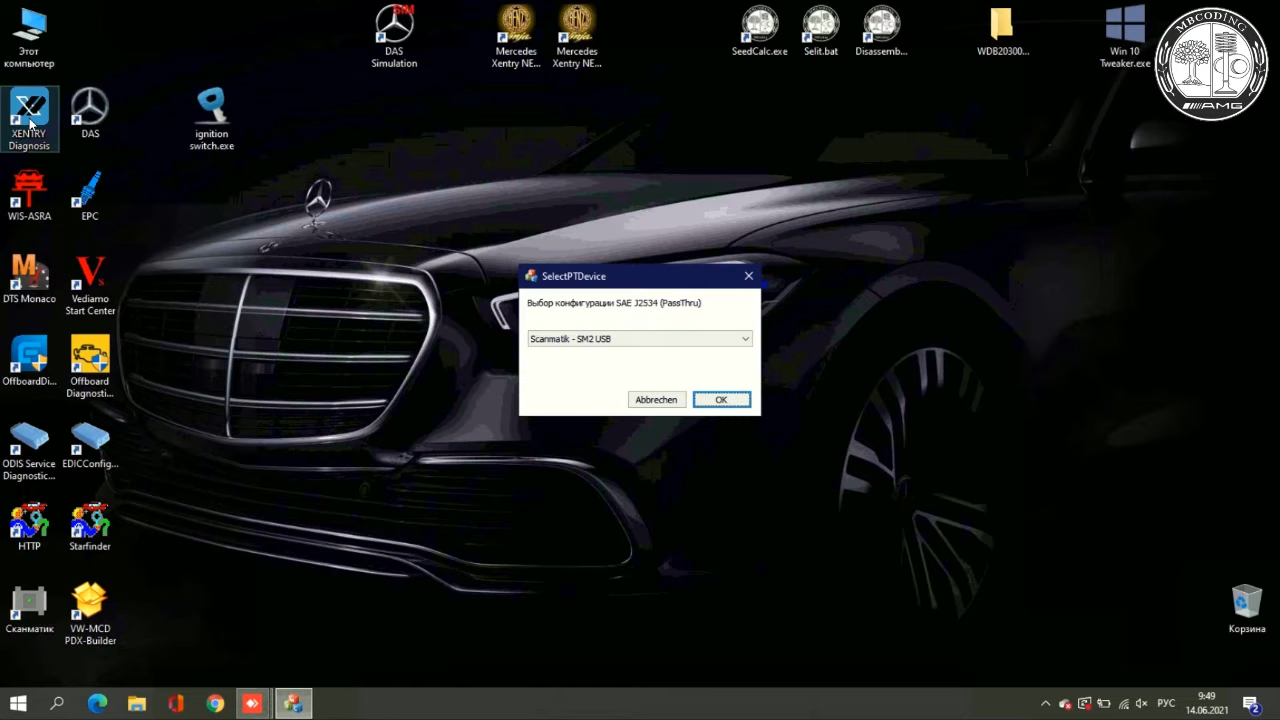 Этот
компьютер
SIM
DAS
Simulation
Mercedes
Xentry NE...
Mercedes
Xentry NE...
SeedCalc.exe
Selit.bat
Disassemb...
WDB20300...
Win 10
Tweaker.exe
MBCODING
AMG
XENTRY
Diagnosis
DAS
ignition
switch.exe
WIS-ASRA
EPC
DTS Monaco
Vediamo
Start Center
OffboardDi...
Offboard
Diagnosti...
ODIS Service
Diagnostic...
EDICConfig...
HTTP
Starfinder
Сканматик
VW-MCD
PDX-Builder
SelectPTDevice
Выбор конфигурации SAE J2534 (PassThru)
Scanmatik - SM2 USB
Abbrechen
OK
Корзина
РУС
9:49
14.06.2021
2